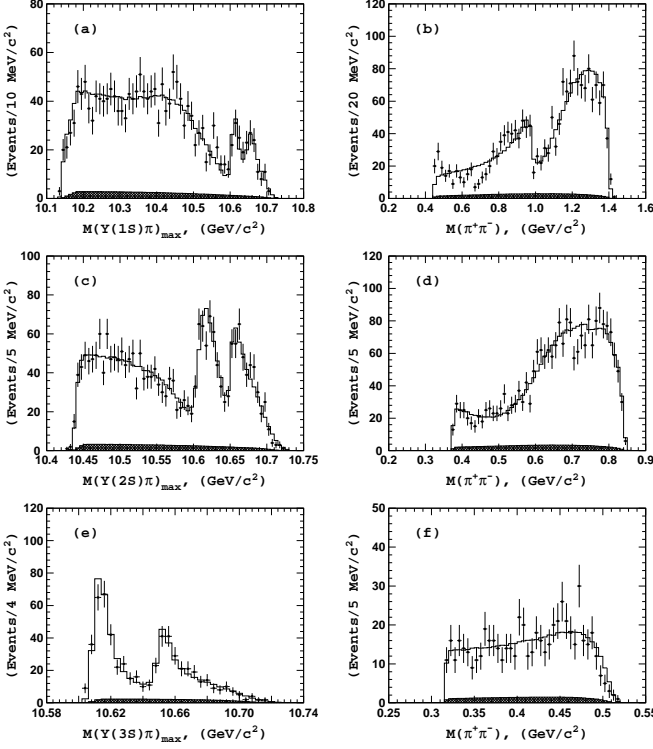 (a)
(Events/10 MeV/c²)
80
60
40
20
0
10.1 10.2 10.3 10.4 10.5 10.6 10.7 10.8
M(Y(1S)π)max, (GeV/c²)
(b)
(Events/20 MeV/c²)
100
80
60
40
20
0
0.2 0.4 0.6 0.8 1.0 1.2 1.4 1.6
M(π⁺π⁻), (GeV/c²)
(c)
(Events/5 MeV/c²)
100
80
60
40
20
0
10.4 10.45 10.5 10.55 10.6 10.65 10.7 10.75
M(Y(2S)π)max, (GeV/c²)
(d)
(Events/5 MeV/c²)
100
80
60
40
20
0
0.2 0.3 0.4 0.5 0.6 0.7 0.8 0.9
M(π⁺π⁻), (GeV/c²)
(e)
(Events/4 MeV/c²)
120
100
80
60
40
20
0
10.58 10.62 10.66 10.70 10.74
M(Y(3S)π)max, (GeV/c²)
(f)
(Events/5 MeV/c²)
50
40
30
20
10
0
0.25 0.3 0.35 0.4 0.45 0.5 0.55
M(π⁺π⁻), (GeV/c²)